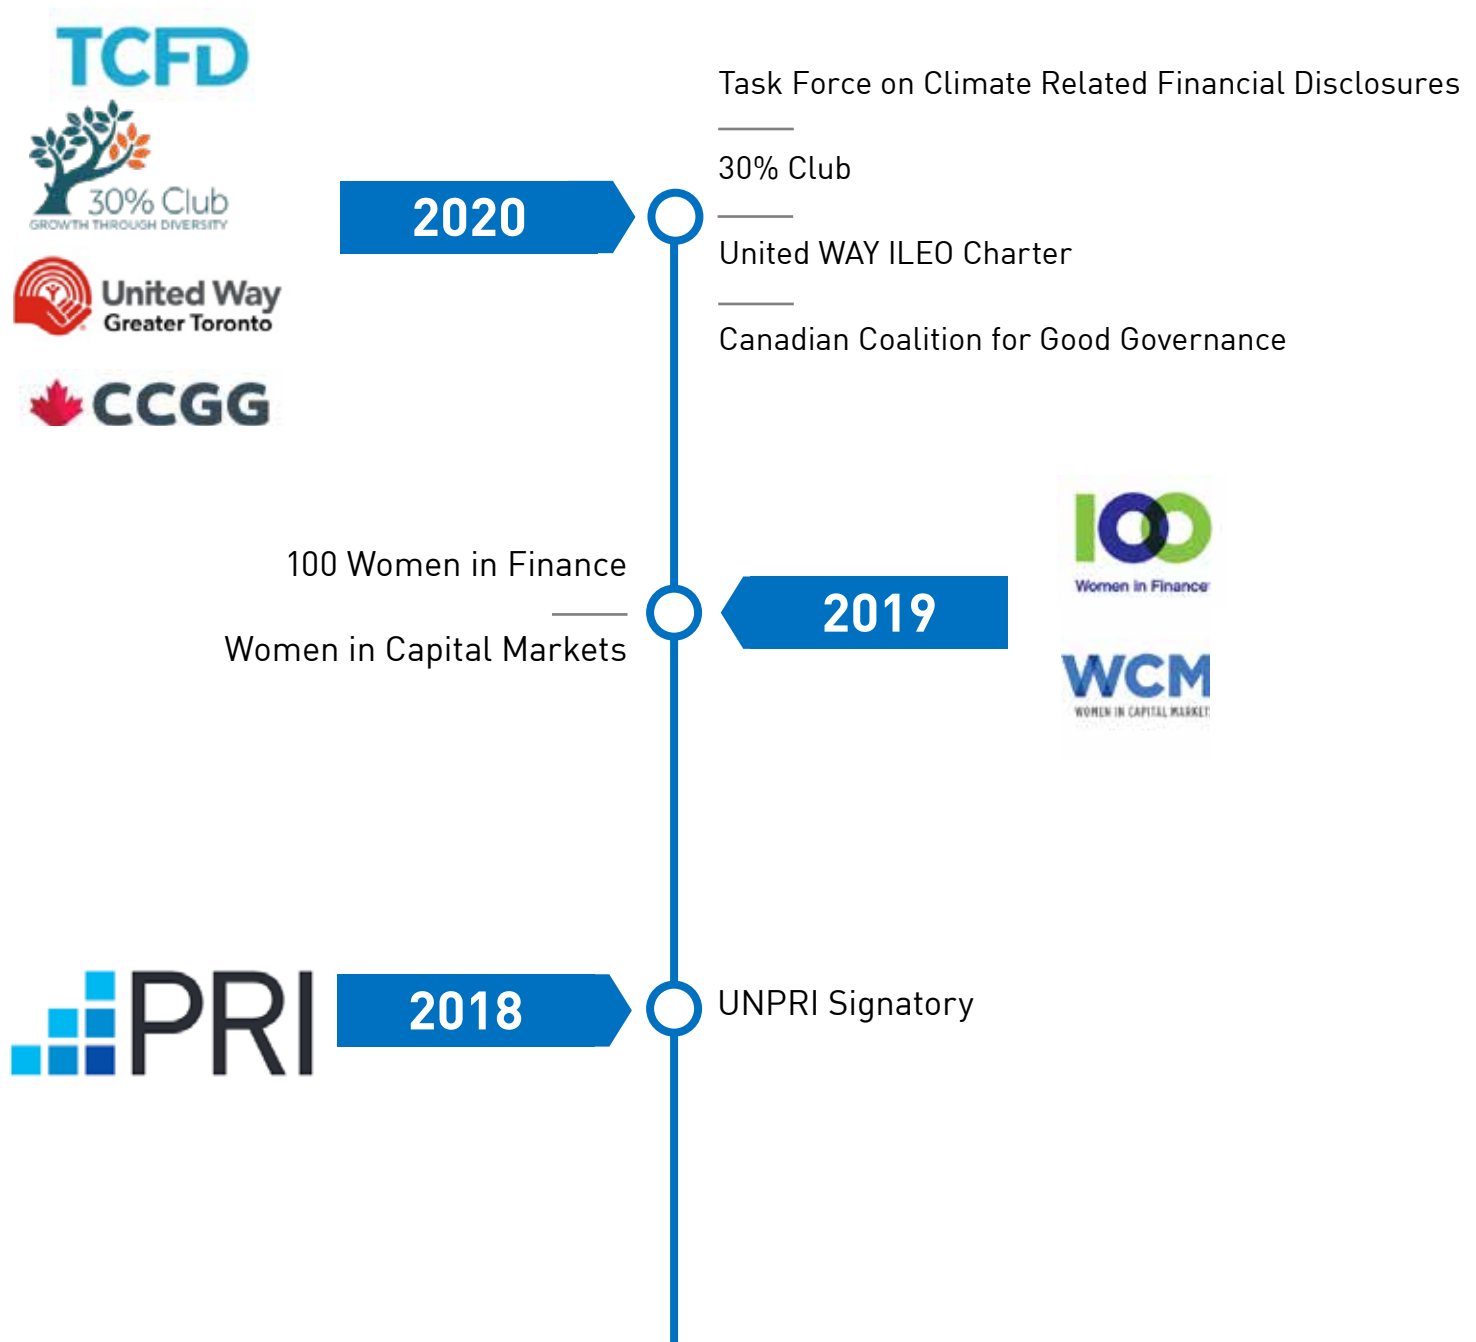 TCFD
Task Force on Climate Related Financial Disclosures
30% Club
GROWTH THROUGH DIVERSITY
30% Club
2020
United WAY ILEO Charter
United Way
Greater Toronto
Canadian Coalition for Good Governance
CCGG
100 Women in Finance
Women in Capital Markets
2019
100
Women in Finance
WCM
WOMEN IN CAPITAL MARKET
PRI
2018
UNPRI Signatory